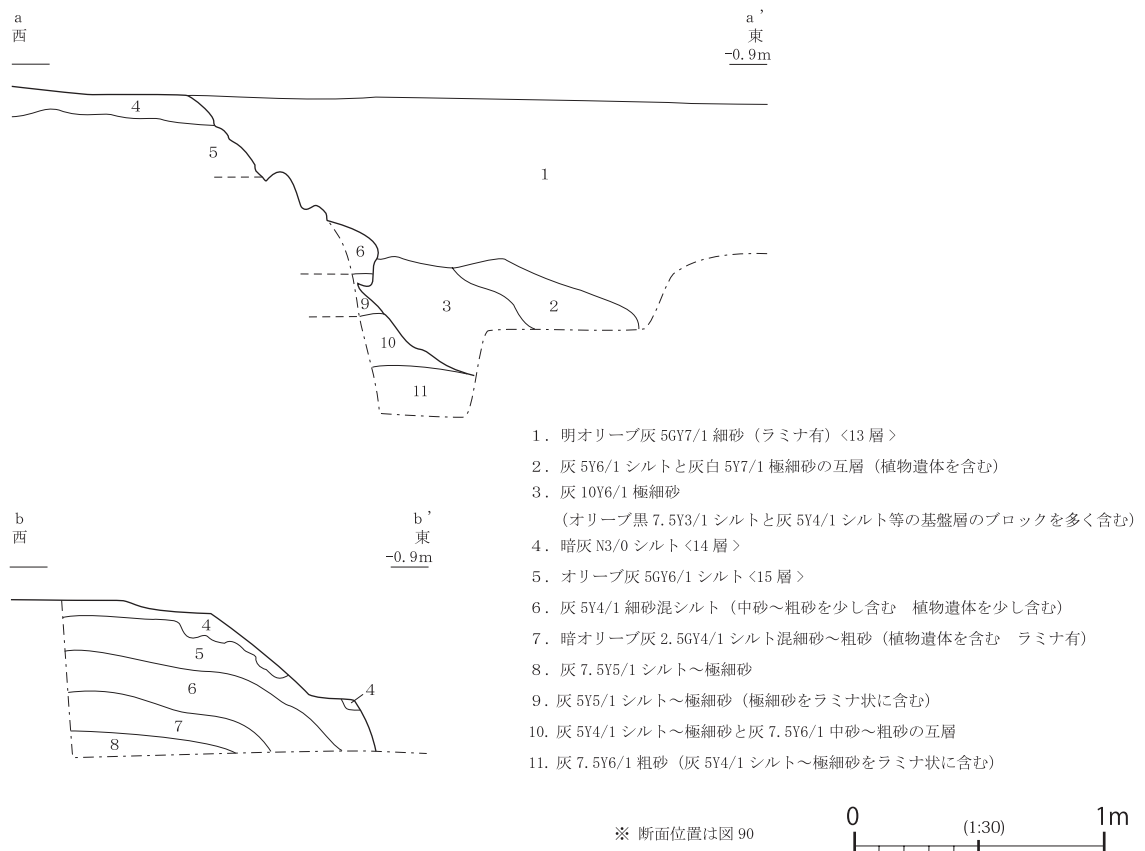 a
西
a’
東
-0.9m
4
5
1
6
9
3
2
10
11
b
西
b’
東
-0.9m
4
5
6
4
7
8
1. 明オリーブ灰 5GY7/1 細砂（ラミナ有）<13 層 >
2. 灰 5Y6/1 シルトと灰白 5Y7/1 極細砂の互層（植物遺体を含む）
3. 灰 10Y6/1 極細砂
（オリーブ黒 7.5Y3/1 シルトと灰 5Y4/1 シルト等の基盤層のブロックを多く含む）
4. 暗灰 N3/0 シルト <14 層 >
5. オリーブ灰 5GY6/1 シルト <15 層 >
6. 灰 5Y4/1 細砂混シルト（中砂～粗砂を少し含む　植物遺体を少し含む）
7. 暗オリーブ灰 2.5GY4/1 シルト混細砂～粗砂（植物遺体を含む　ラミナ有）
8. 灰 7.5Y5/1 シルト～極細砂
9. 灰 5Y5/1 シルト～極細砂（極細砂をラミナ状に含む）
10. 灰 5Y4/1 シルト～極細砂と灰 7.5Y6/1 中砂～粗砂の互層
11. 灰 7.5Y6/1 粗砂（灰 5Y4/1 シルト～極細砂をラミナ状に含む）
※ 断面位置は図 90
0 (1:30) 1m